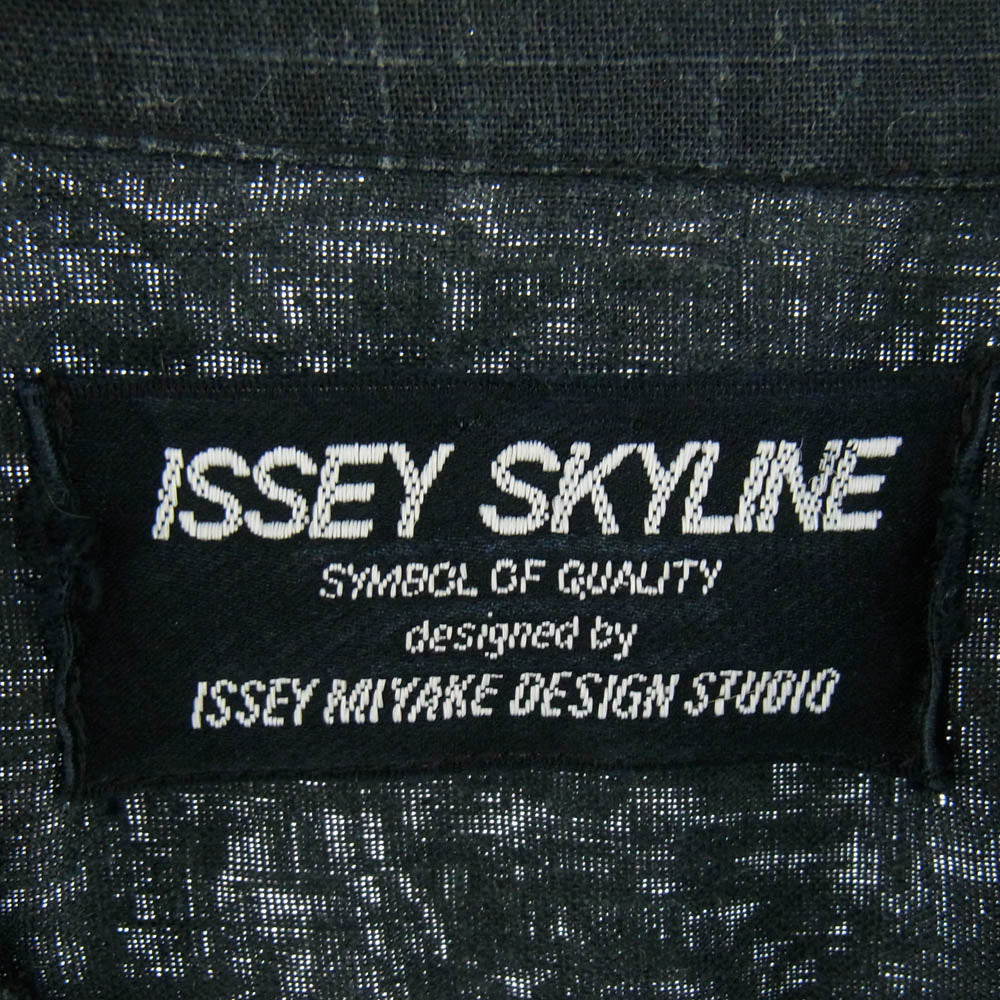 ISSEY SKYLINE
SYMBOL OF QUALITY
designed by
ISSEY MIYAKE DESIGN STUDIO